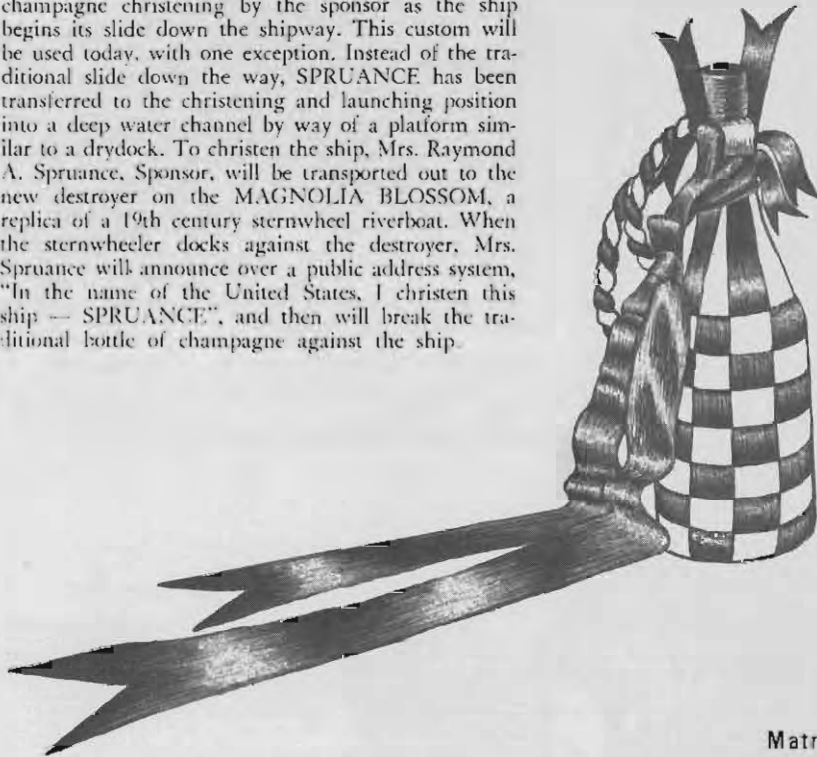 champagne christening by the sponsor as the ship
begins its slide down the shipway. This custom will
be used today, with one exception. Instead of the tra-
ditional slide down the way, SPRUANCE has been
transferred to the christening and launching position
into a deep water channel by way of a platform sim-
ilar to a drydock. To christen the ship, Mrs. Raymond
A. Spruance, Sponsor, will be transported out to the
new destroyer on the MAGNOLIA BLOSSOM, a
replica of a 19th century sternwheel riverboat. When
the sternwheeler docks against the destroyer, Mrs.
Spruance will announce over a public address system,
"In the name of the United States, I christen this
ship — SPRUANCE", and then will break the tra-
ditional bottle of champagne against the ship.
Matr